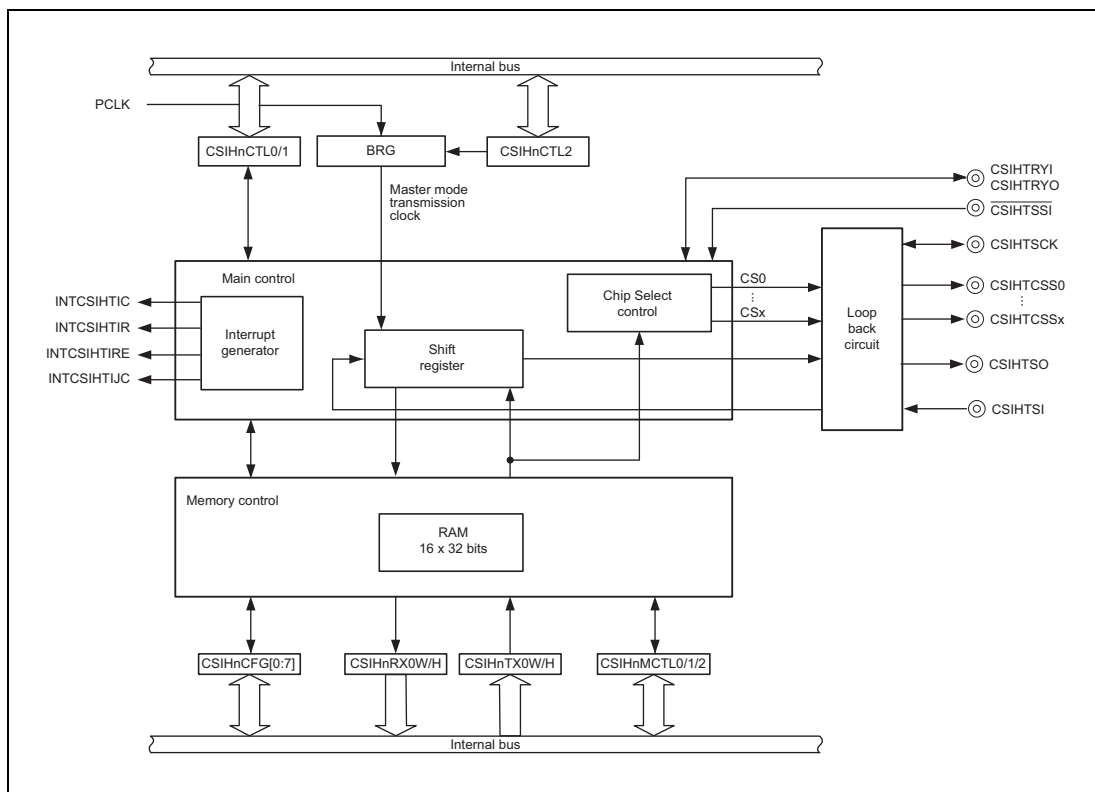 Internal bus
PCLK
CSIHnCTL0/1
BRG
CSIHnCTL2
Master mode
transmission
clock
CSIHTRYI
CSIHTRYO
CSIHTSSI
CSIHTSCK
Main control
INTCSIHTIC
INTCSIHTIR
INTCSIHTIRE
INTCSIHTIJC
Interrupt
generator
Shift
register
Chip Select
control
CS0
CSx
Loop
back
circuit
CSIHTCSS0
CSIHTCSSx
CSIHTSO
CSIHTSI
Memory control
RAM
16 x 32 bits
CSIHnCFG[0:7]
CSIHnRX0W/H
CSIHnTX0W/H
CSIHnMCTL0/1/2
Internal bus